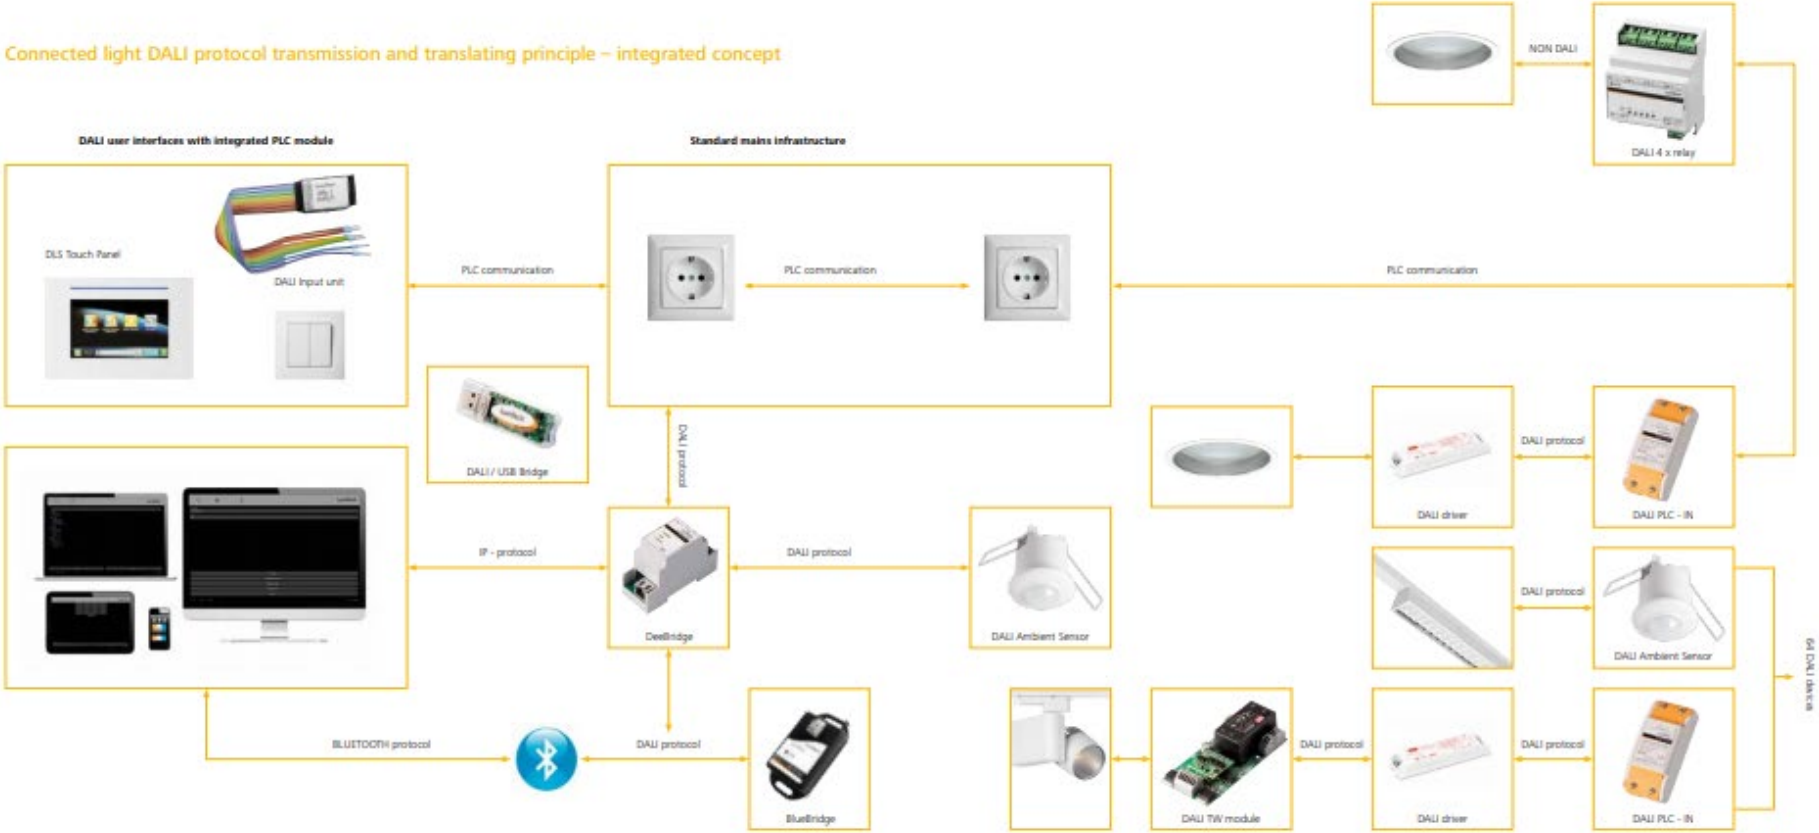 Connected light DALI protocol transmission and translating principle – integrated concept
NON DALI
DALI 4 x relay
DALI user interfaces with integrated PLC module
Standard mains infrastructure
DLS Touch Panel
DALI Input unit
PLC communication
PLC communication
PLC communication
DALI / USB Bridge
DALI protocol
DALI driver
DALI protocol
DALI PLC - IN
IP - protocol
DeeBridge
DALI protocol
DALI Ambient Sensor
DALI protocol
DALI Ambient Sensor
64 DALI devices
BLUETOOTH protocol
DALI protocol
BlueBridge
DALI TW module
DALI protocol
DALI driver
DALI protocol
DALI PLC - IN